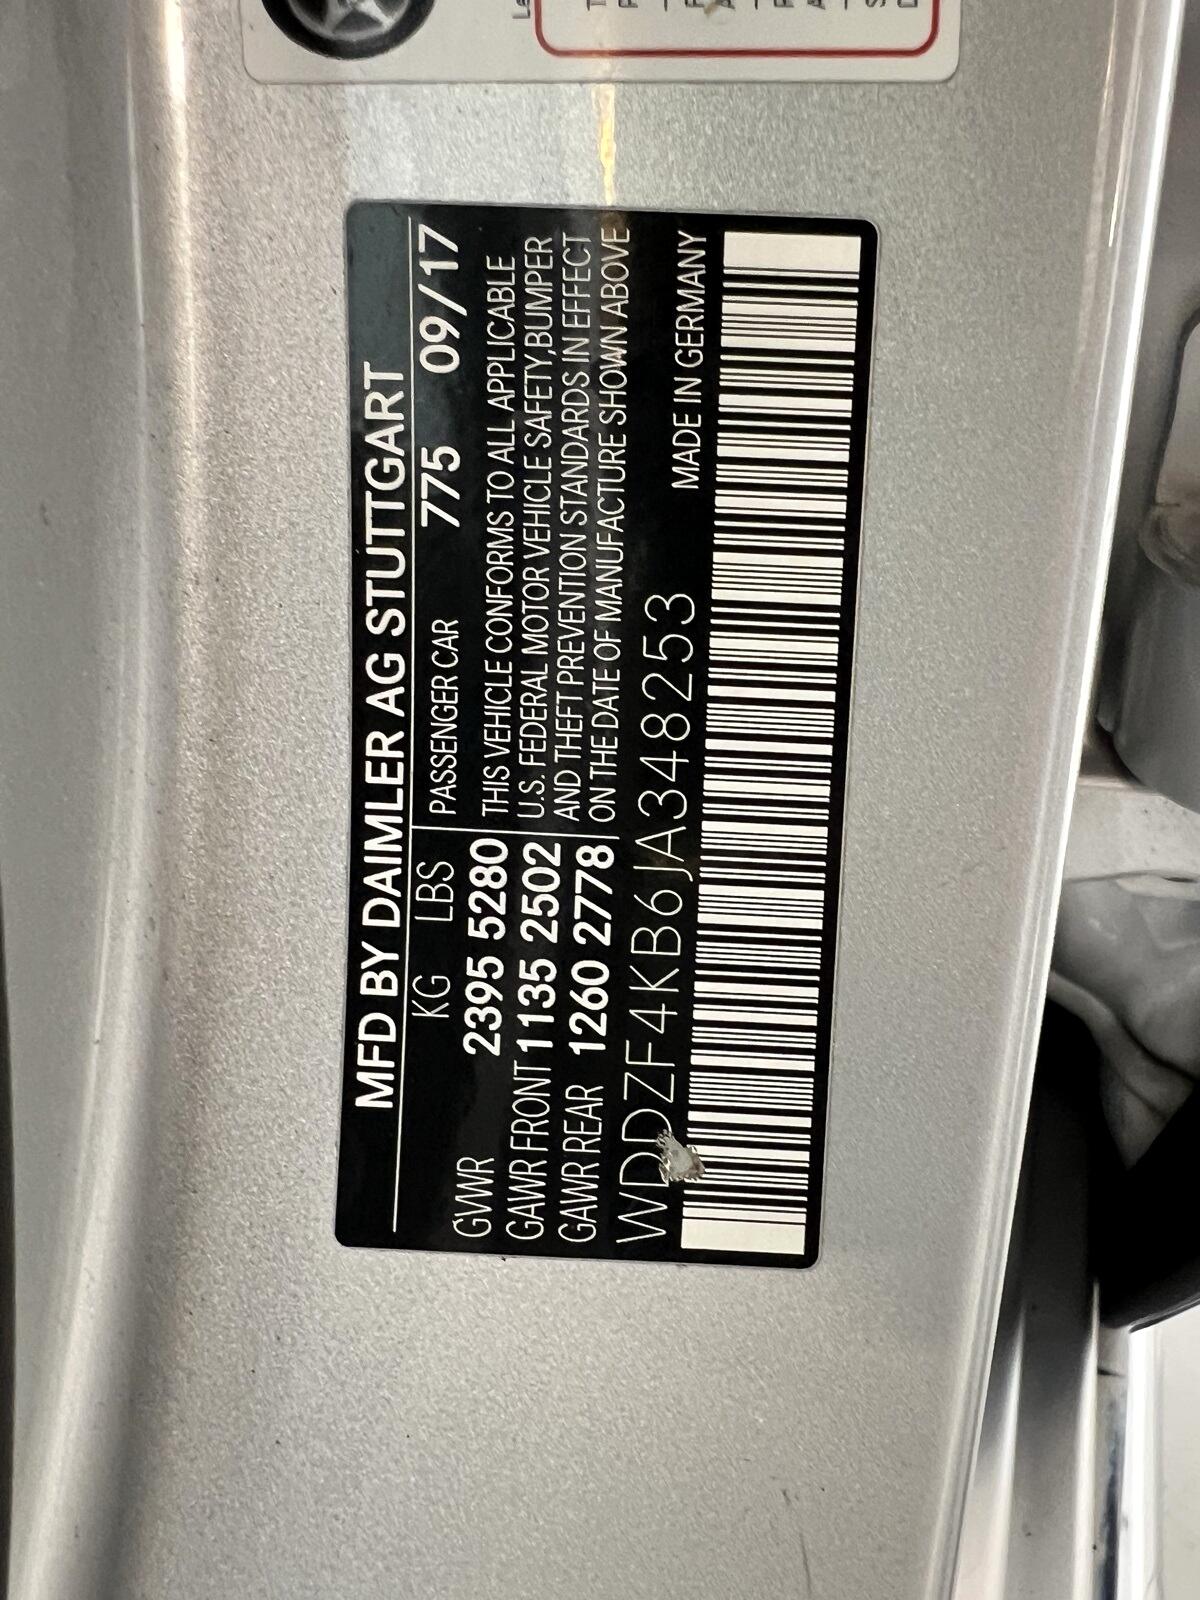 MFD BY DAIMLER AG STUTTGART
KG LBS PASSENGER CAR 775 09/17
GVWR 2395 5280 THIS VEHICLE CONFORMS TO ALL APPLICABLE
GAWR FRONT 1135 2502 U.S. FEDERAL MOTOR VEHICLE SAFETY,BUMPER
AND THEFT PREVENTION STANDARDS IN EFFECT
GAWR REAR 1260 2778 ON THE DATE OF MANUFACTURE SHOWN ABOVE
WDDZF4KB6JA348253
MADE IN GERMANY